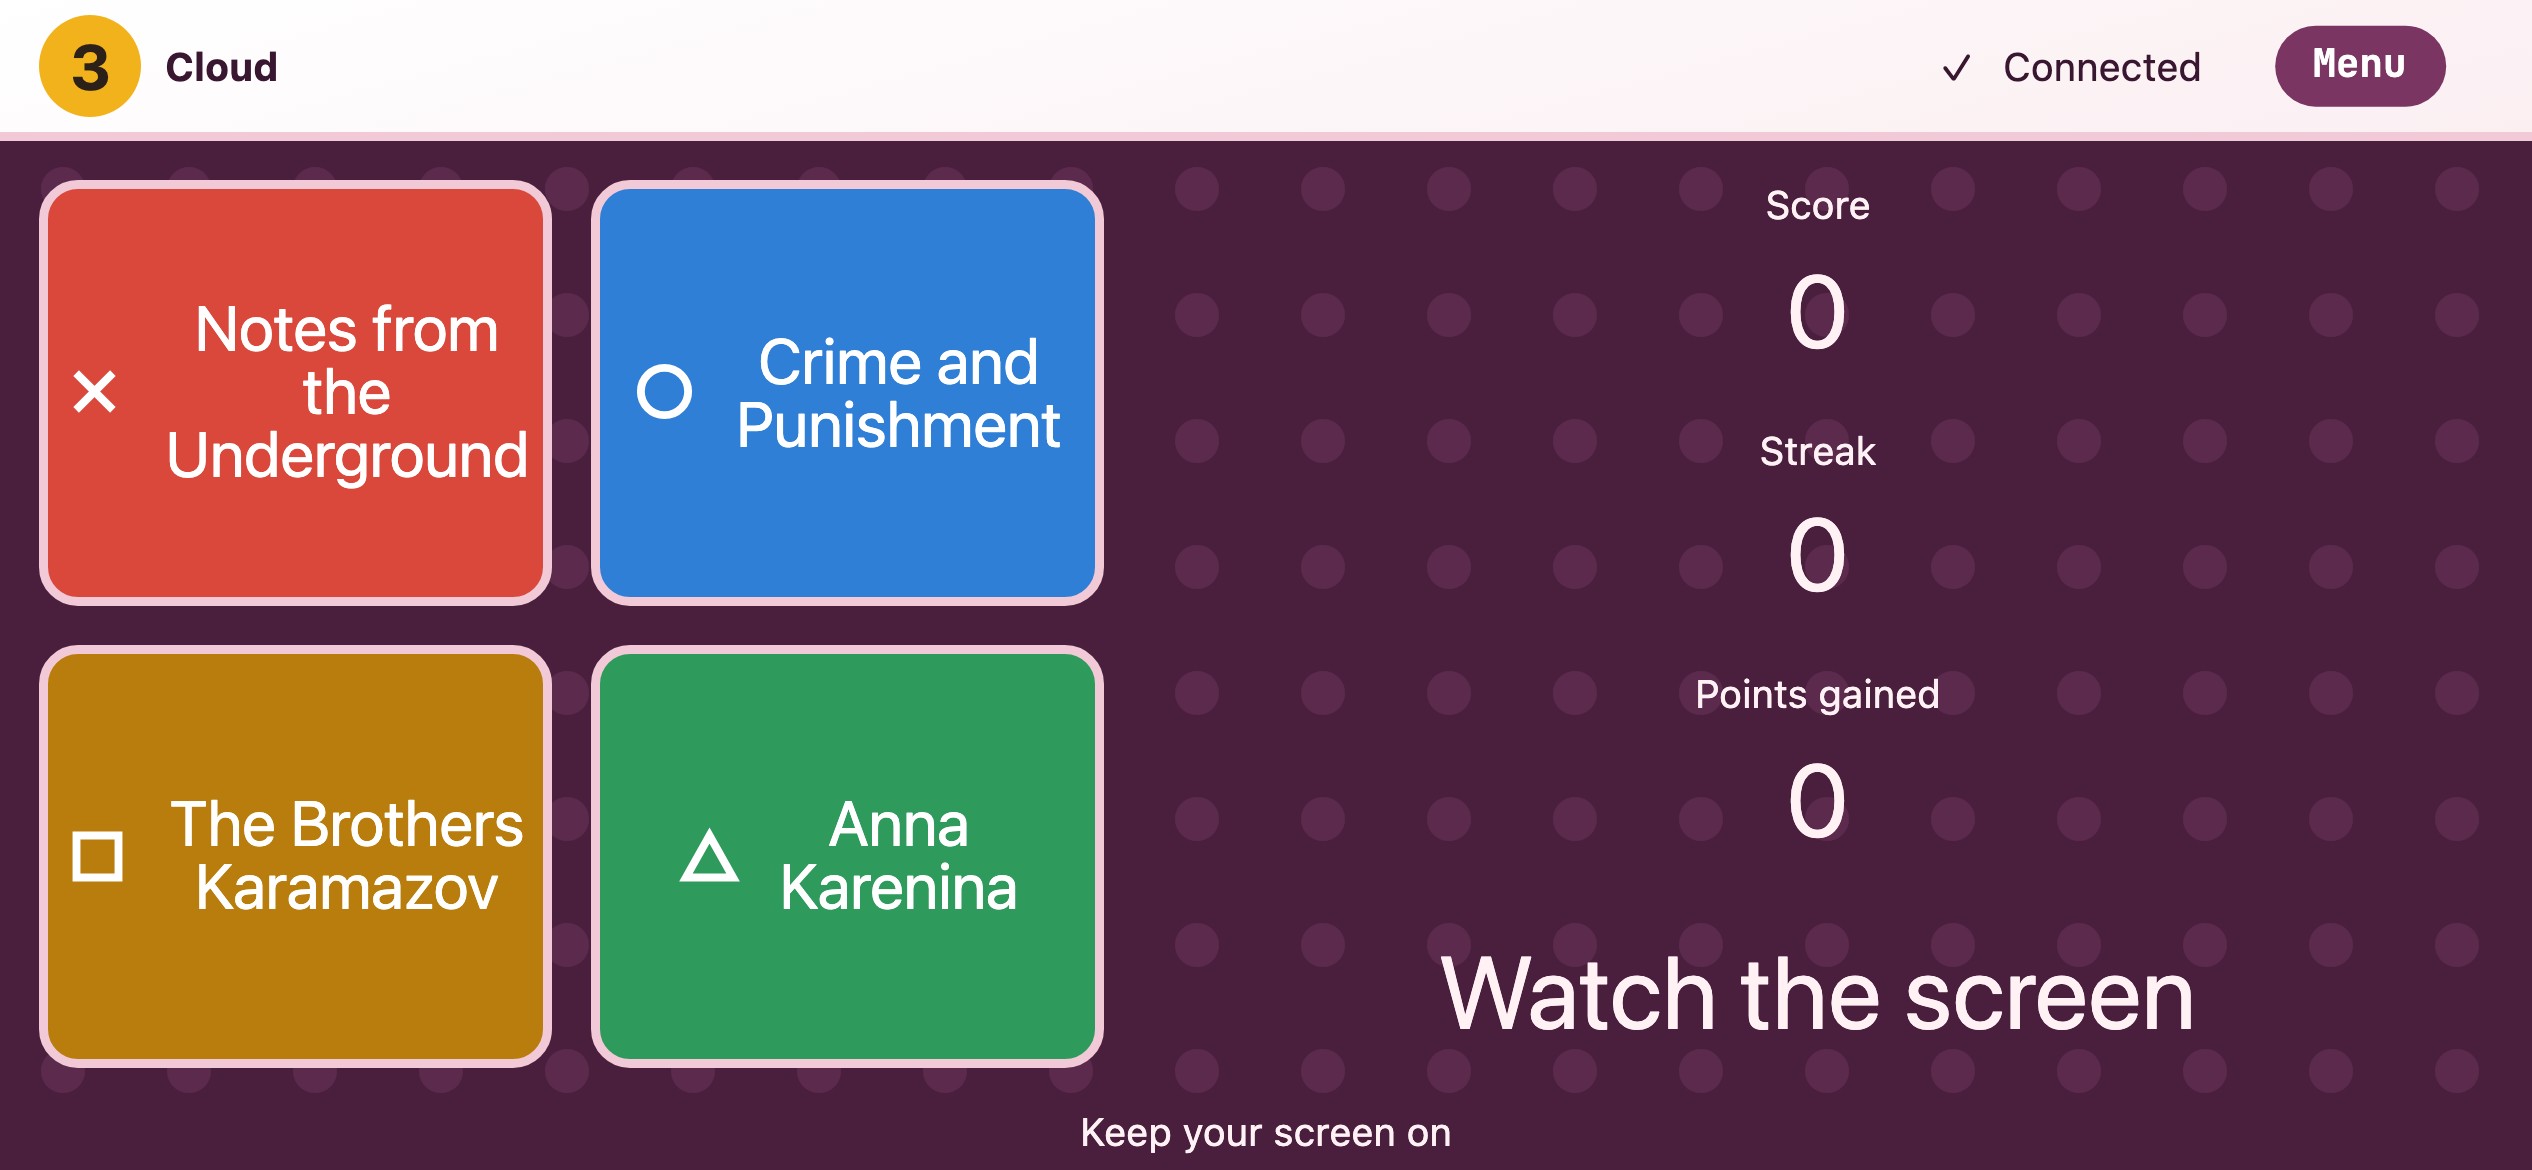 3 Cloud
✓ Connected
Menu
Notes from
the
Underground
Crime and
Punishment
The Brothers
Karamazov
Anna
Karenina
Score
0
Streak
0
Points gained
0
Watch the screen
Keep your screen on